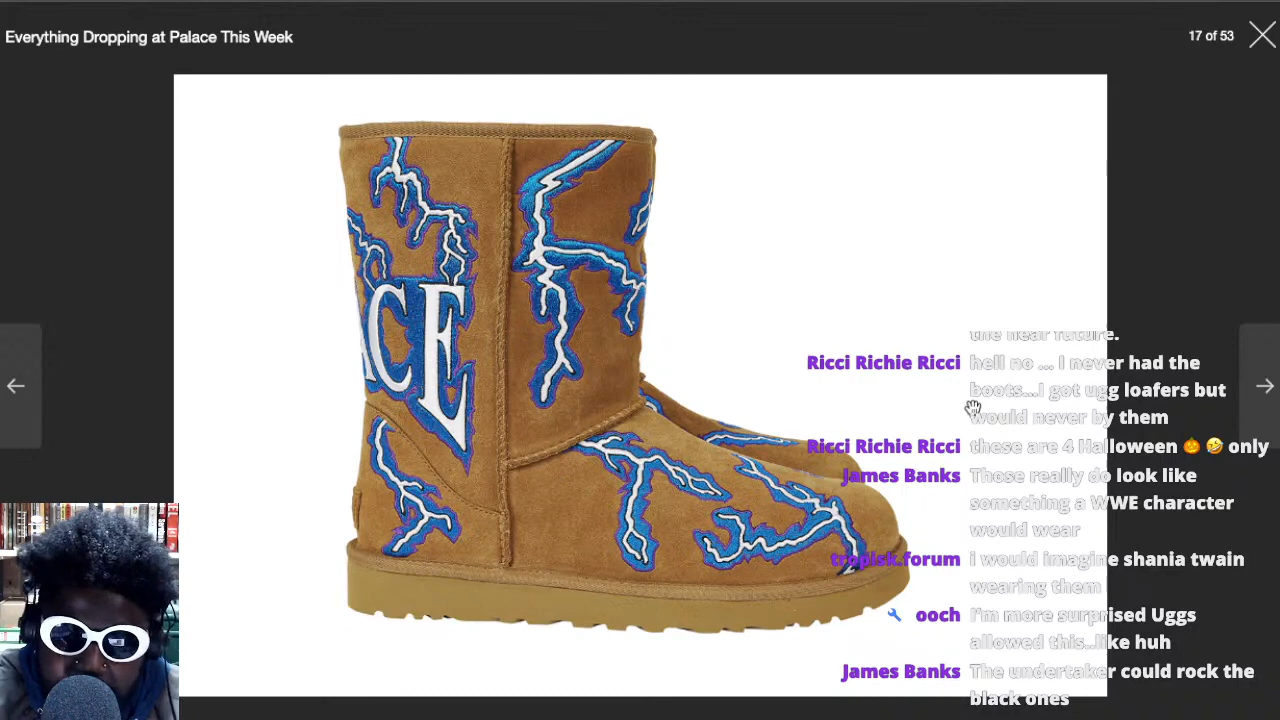 Everything Dropping at Palace This Week
17 of 53
ACE
the near future.
Ricci Richie Ricci hell no ... I never had the
boots...I got ugg loafers but
would never by them
Ricci Richie Ricci these are 4 Halloween 🎃 🤣 only
James Banks Those really do look like
something a WWE character
would wear
tropisk.forum i would imagine shania twain
wearing them
ooch I'm more surprised Uggs
allowed this..like huh
James Banks The undertaker could rock the
black ones